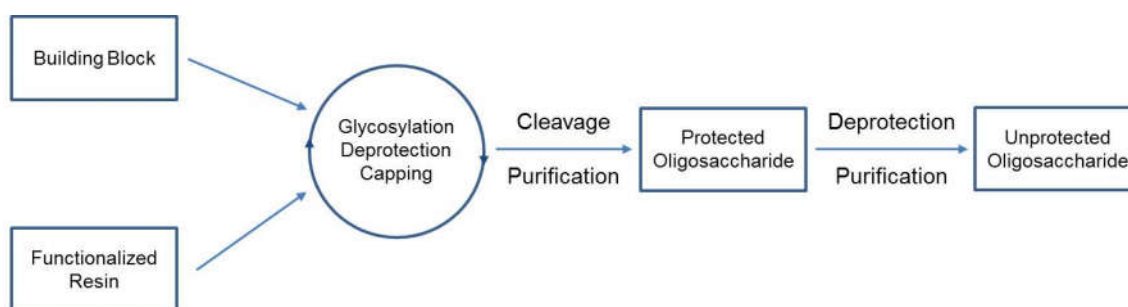 Building Block
Functionalized
Resin
Glycosylation
Deprotection
Capping
Cleavage
Purification
Protected
Oligosaccharide
Deprotection
Purification
Unprotected
Oligosaccharide